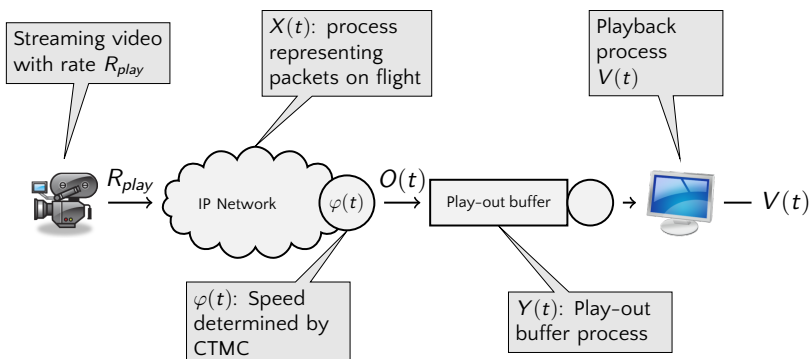 Streaming video
with rate R_play
X(t): process
representing
packets on flight
Playback
process
V(t)
R_play
IP Network
φ(t)
O(t)
Play-out buffer
V(t)
φ(t): Speed
determined by
CTMC
Y(t): Play-out
buffer process